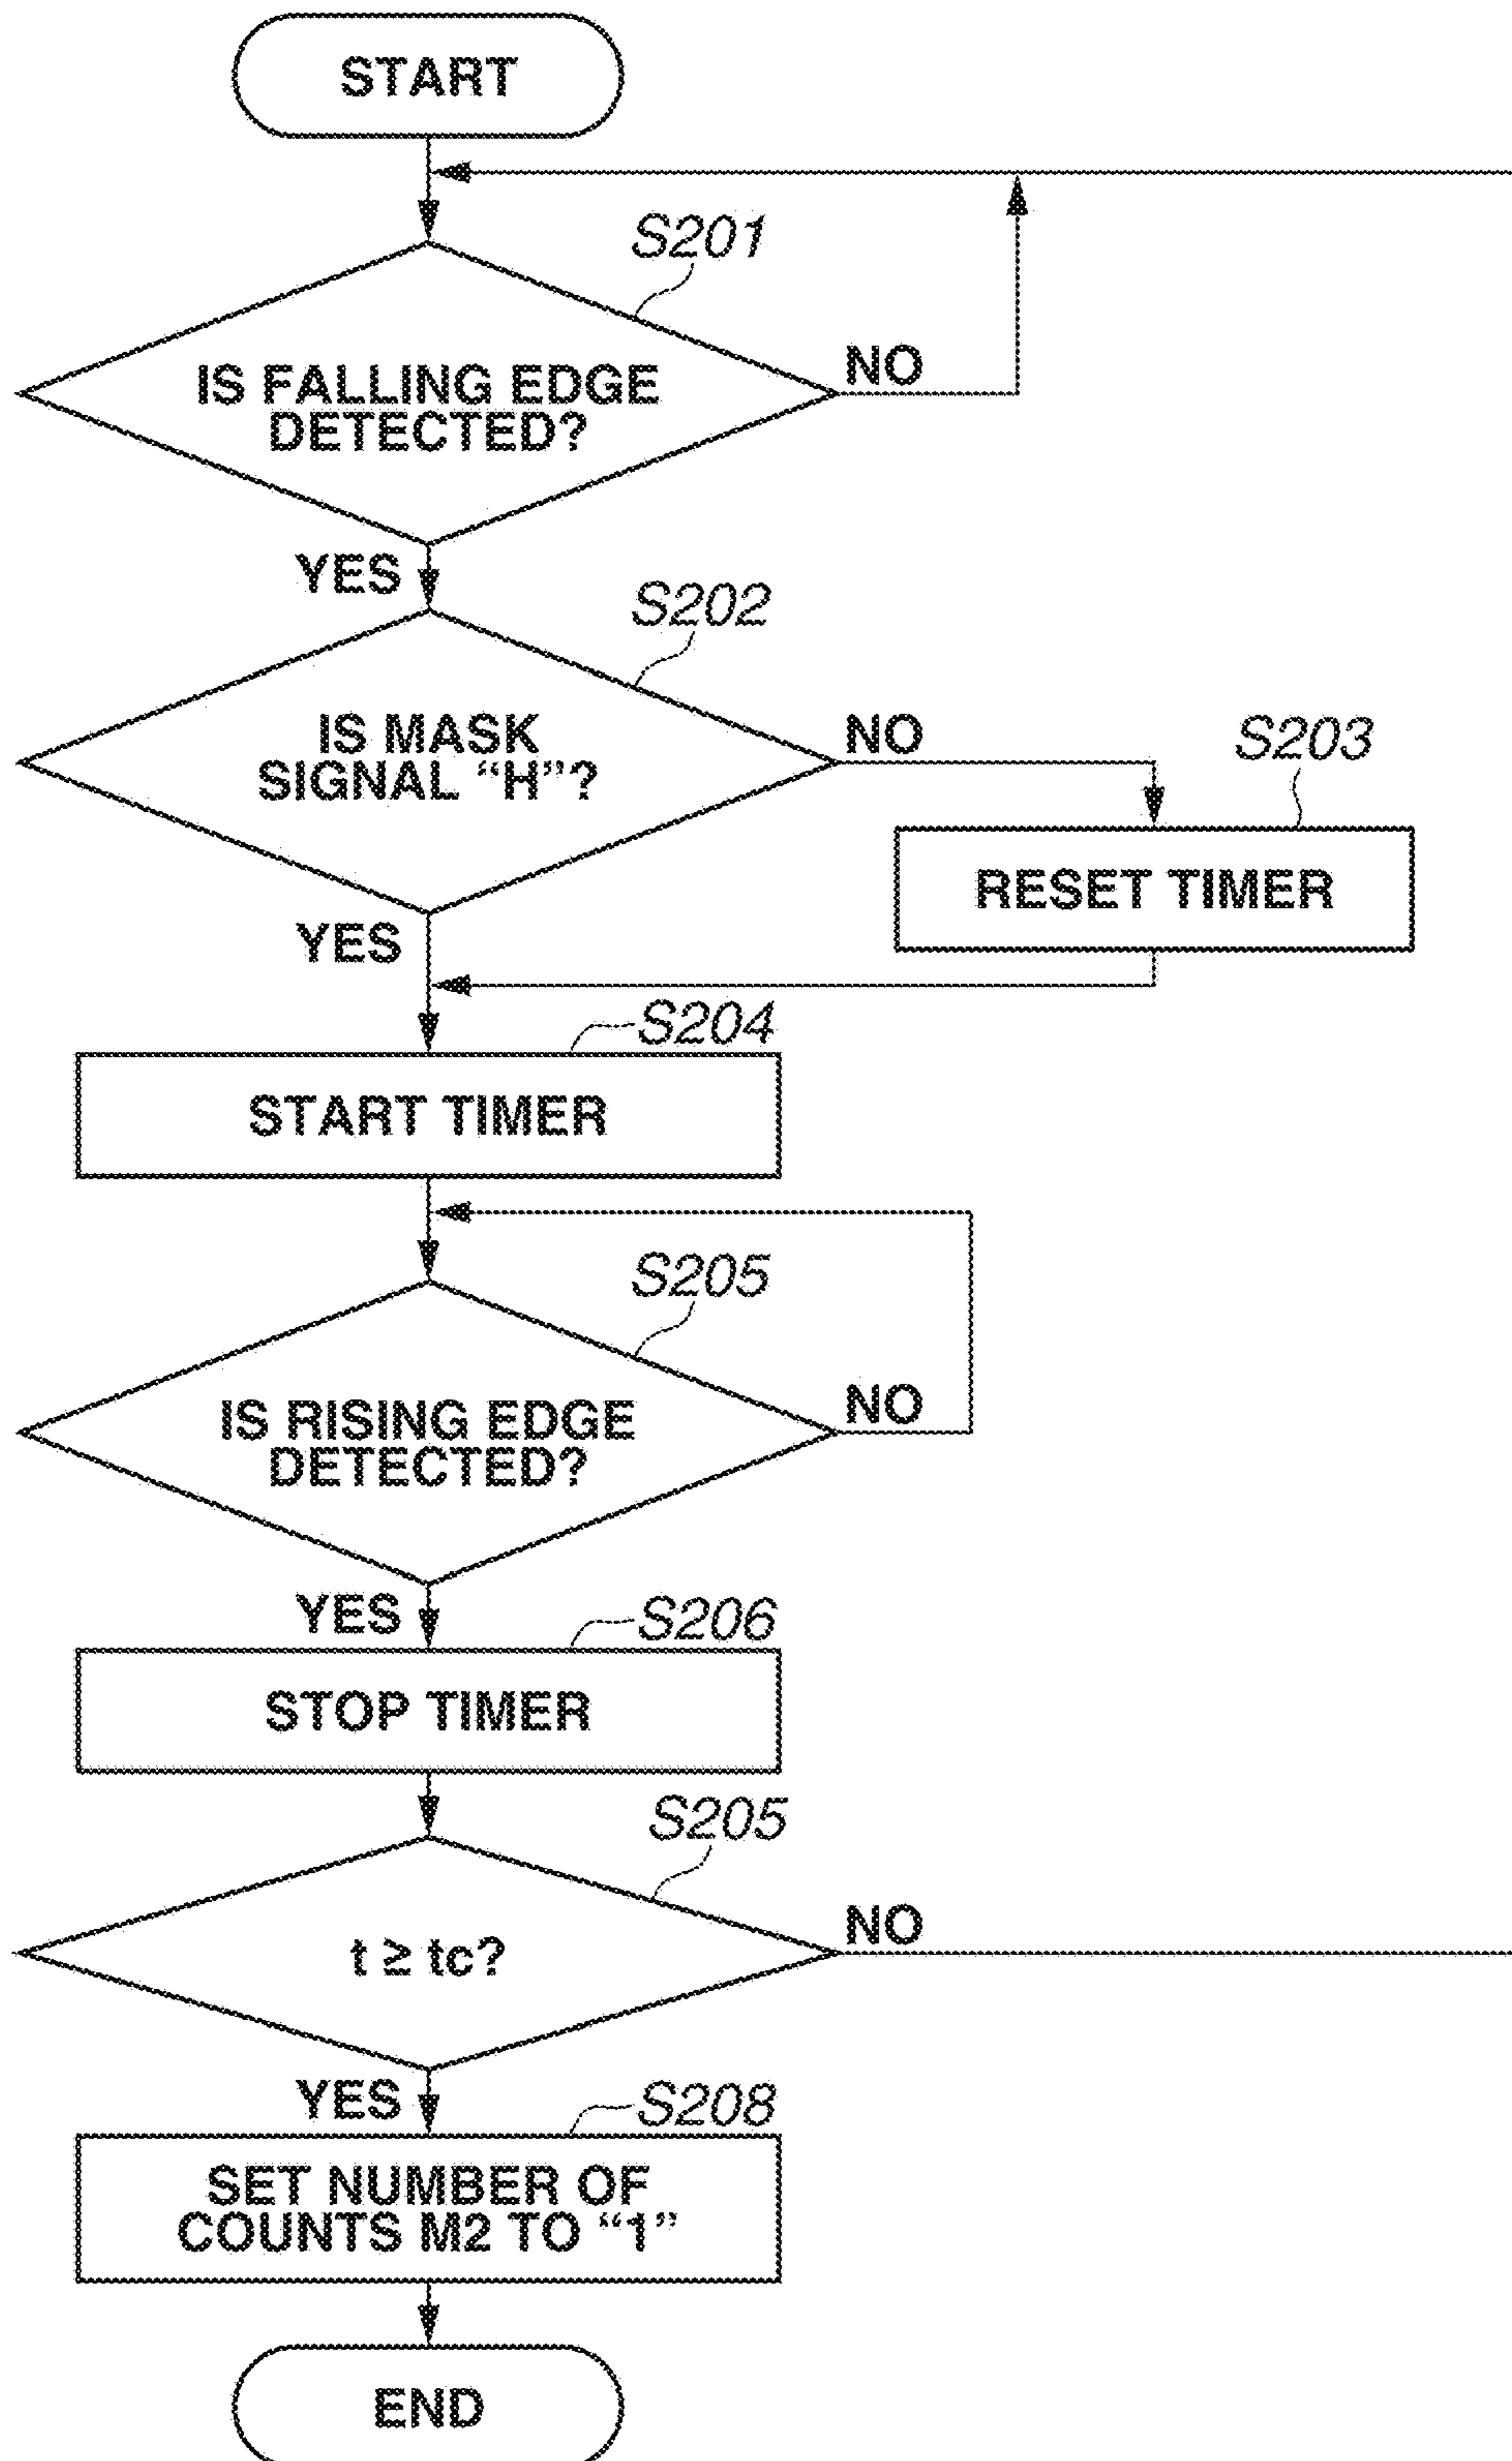 START
S201
IS FALLING EDGE
DETECTED?
NO
YES
S202
IS MASK
SIGNAL “H”?
NO
S203
RESET TIMER
YES
S204
START TIMER
S205
IS RISING EDGE
DETECTED?
NO
YES
S206
STOP TIMER
S205
t ≥ tc?
NO
YES
S208
SET NUMBER OF
COUNTS M2 TO “1”
END